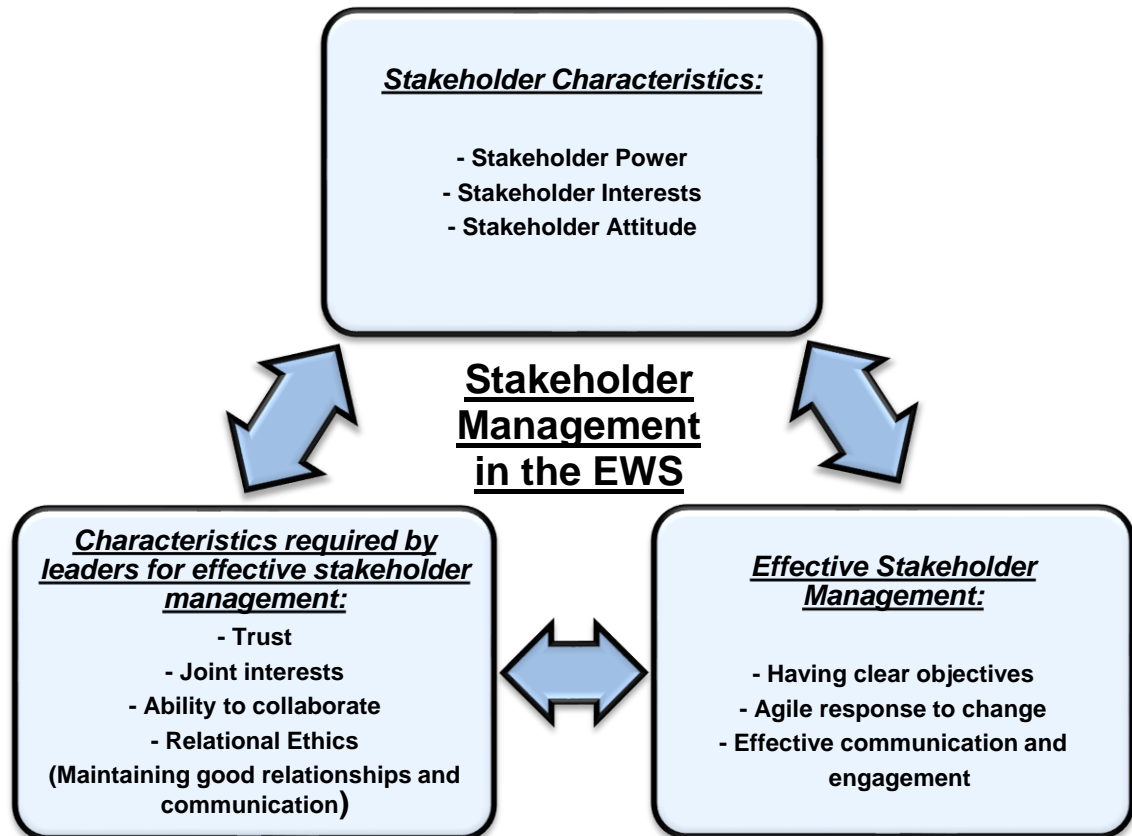 Stakeholder Characteristics:
- Stakeholder Power
- Stakeholder Interests
- Stakeholder Attitude
Stakeholder
Management
in the EWS
Characteristics required by
leaders for effective stakeholder
management:
- Trust
- Joint interests
- Ability to collaborate
- Relational Ethics
(Maintaining good relationships and
communication)
Effective Stakeholder
Management:
- Having clear objectives
- Agile response to change
- Effective communication and
engagement